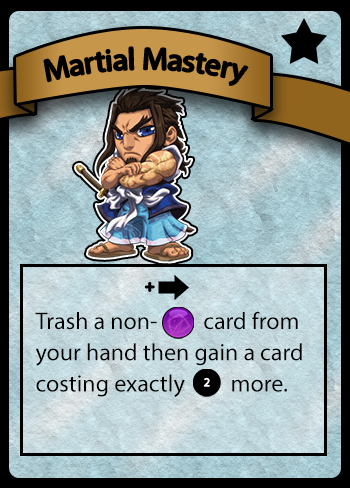 Martial Mastery
+
Trash a non- card from
your hand then gain a card
costing exactly 2 more.